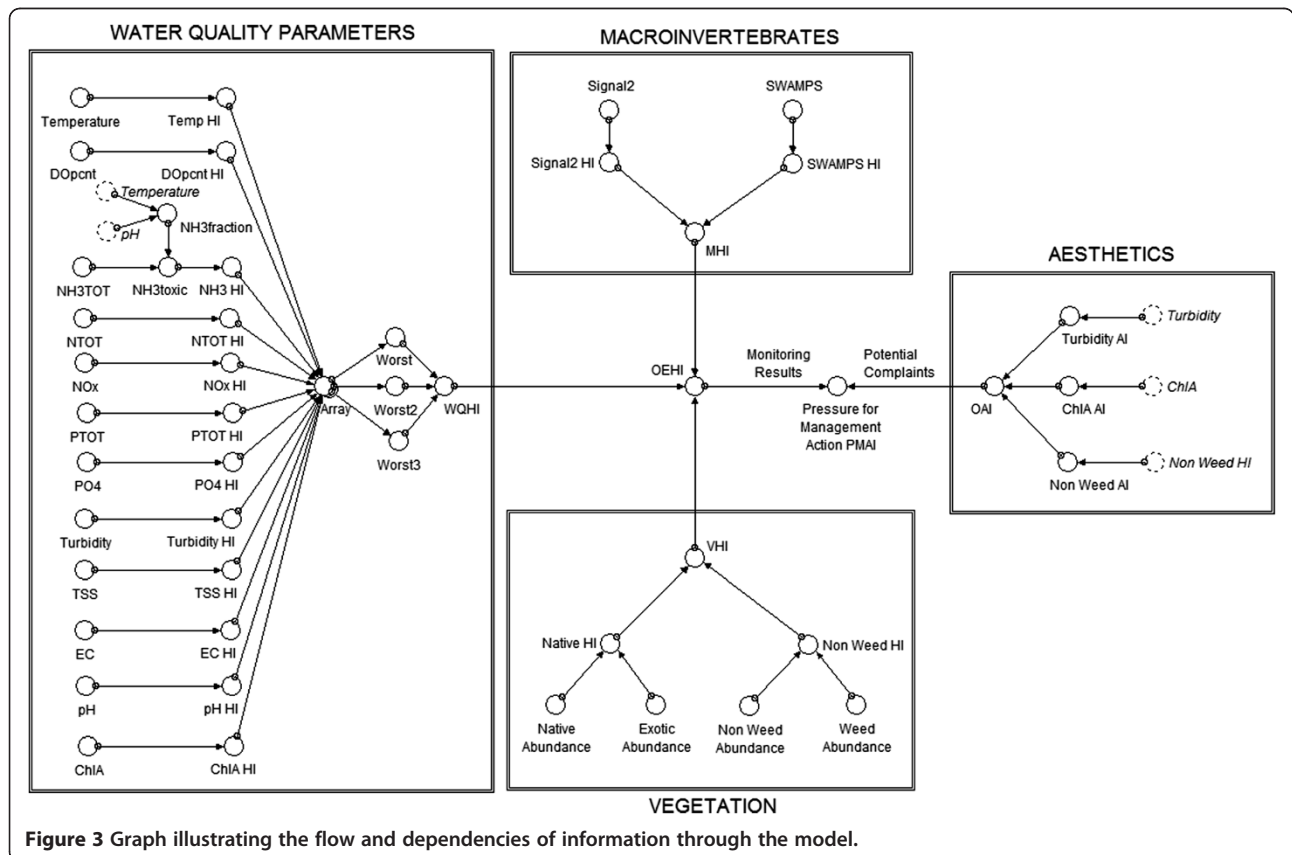 WATER QUALITY PARAMETERS
Temperature
Temp HI
DOpcnt
DOpcnt HI
Temperature
pH
NH3fraction
NH3TOT
NH3toxic
NH3 HI
NTOT
NTOT HI
NOx
NOx HI
PTOT
PTOT HI
PO4
PO4 HI
Turbidity
Turbidity HI
TSS
TSS HI
EC
EC HI
pH
pH HI
ChlA
ChlA HI
Array
Worst
Worst2
Worst3
WQHI
MACROINVERTEBRATES
Signal2
SWAMPS
Signal2 HI
SWAMPS HI
MHI
OEHI
Monitoring
Results
Potential
Complaints
Pressure for
Management
Action PMAI
AESTHETICS
Turbidity
Turbidity AI
ChlA
ChlA AI
OAI
Non Weed HI
Non Weed AI
VHI
Native HI
Non Weed HI
Native
Abundance
Exotic
Abundance
Non Weed
Abundance
Weed
Abundance
VEGETATION
Figure 3 Graph illustrating the flow and dependencies of information through the model.